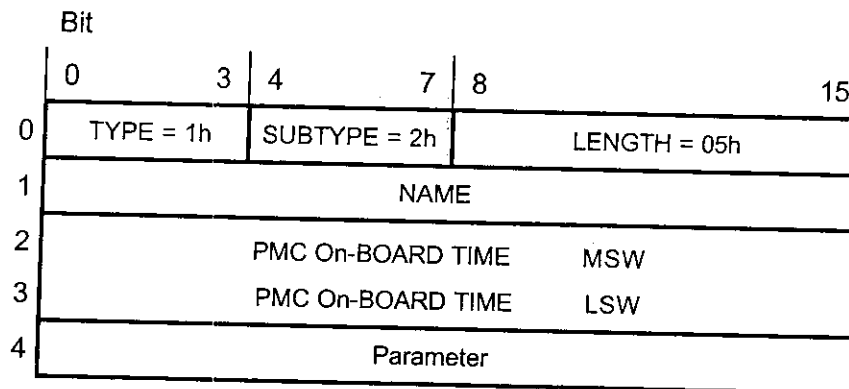 Bit
0 3 4 7 8 15
0 TYPE = 1h SUBTYPE = 2h LENGTH = 05h
1 NAME
2 PMC On-BOARD TIME MSW
3 PMC On-BOARD TIME LSW
4 Parameter